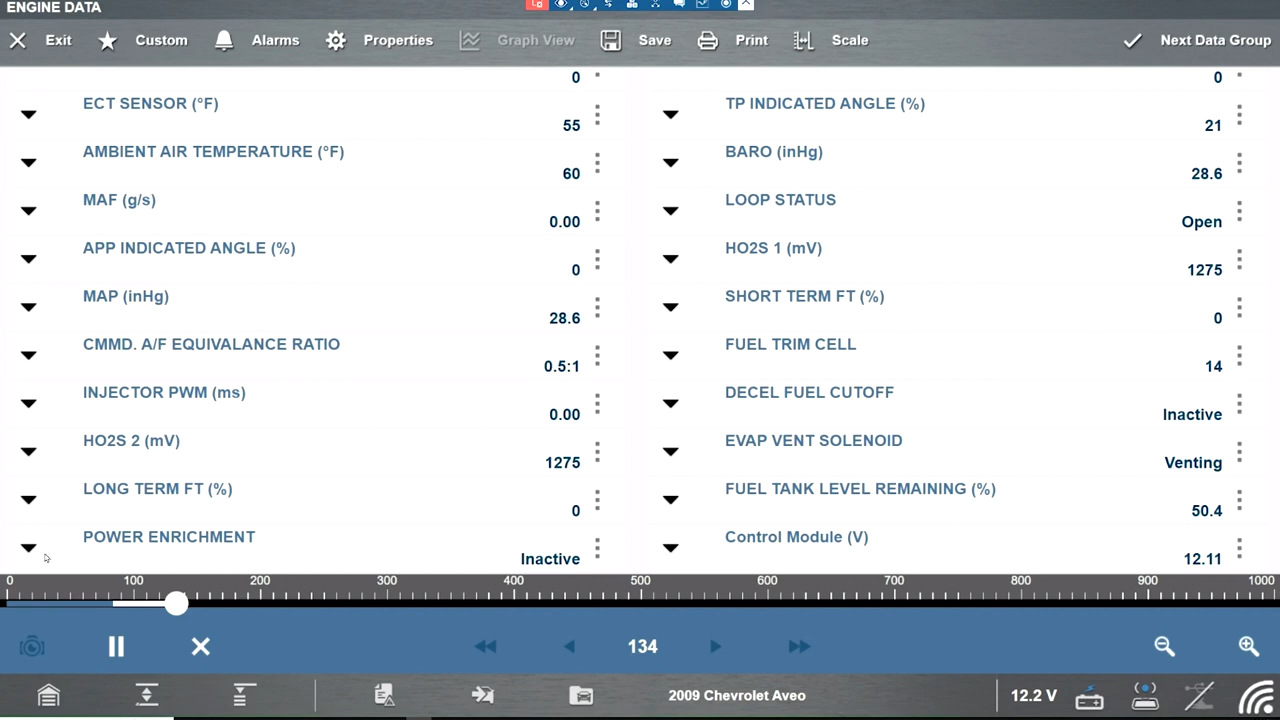 ENGINE DATA
Exit Custom Alarms Properties Graph View Save Print Scale Next Data Group
0 0
ECT SENSOR (°F) TP INDICATED ANGLE (%)
55 21
AMBIENT AIR TEMPERATURE (°F) BARO (inHg)
60 28.6
MAF (g/s) LOOP STATUS
0.00 Open
APP INDICATED ANGLE (%) HO2S 1 (mV)
0 1275
MAP (inHg) SHORT TERM FT (%)
28.6 0
CMMD. A/F EQUIVALANCE RATIO FUEL TRIM CELL
0.5:1 14
INJECTOR PWM (ms) DECEL FUEL CUTOFF
0.00 Inactive
HO2S 2 (mV) EVAP VENT SOLENOID
1275 Venting
LONG TERM FT (%) FUEL TANK LEVEL REMAINING (%)
0 50.4
POWER ENRICHMENT Control Module (V)
Inactive 12.11
0 100 200 300 400 500 600 700 800 900 1000
134
2009 Chevrolet Aveo 12.2 V